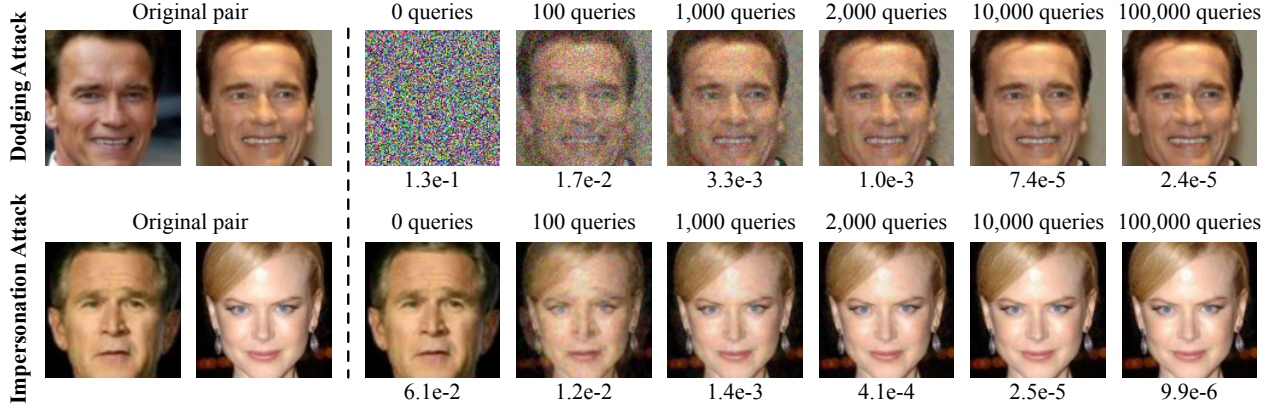 Dodging Attack
Original pair
0 queries
100 queries
1,000 queries
2,000 queries
10,000 queries
100,000 queries
1.3e-1
1.7e-2
3.3e-3
1.0e-3
7.4e-5
2.4e-5
Impersonation Attack
Original pair
0 queries
100 queries
1,000 queries
2,000 queries
10,000 queries
100,000 queries
6.1e-2
1.2e-2
1.4e-3
4.1e-4
2.5e-5
9.9e-6